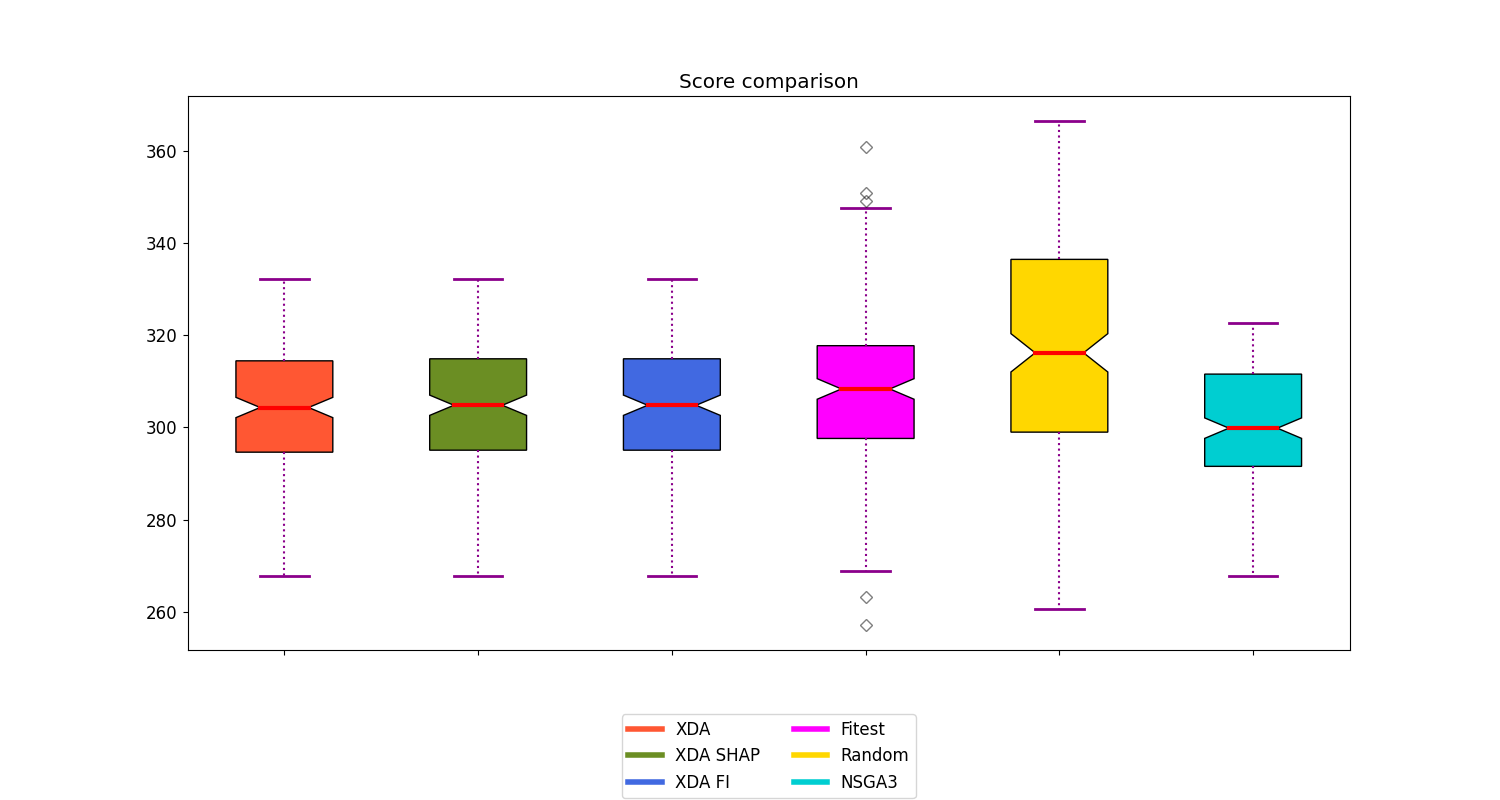 Score comparison
360
340
320
300
280
260
XDA
XDA SHAP
XDA FI
Fitest
Random
NSGA3